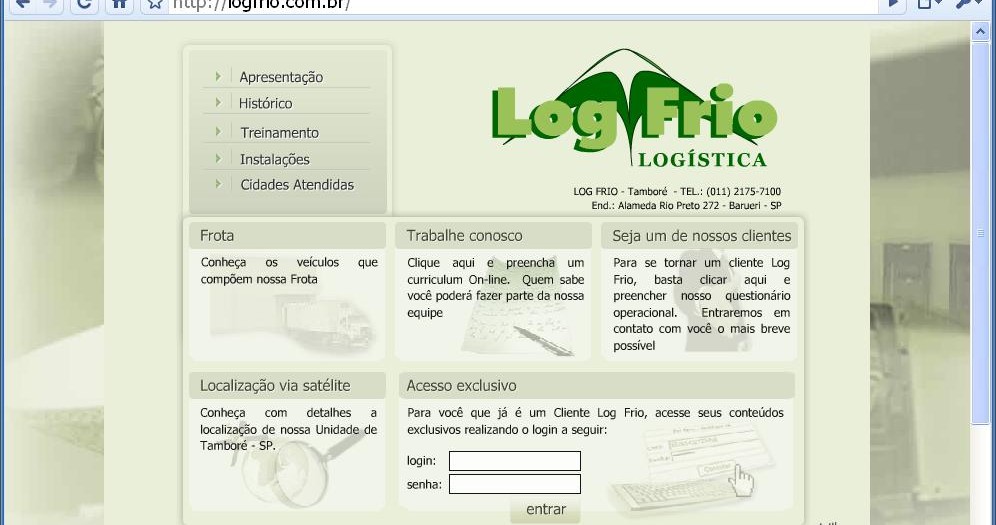 http://logfrio.com.br/
Apresentação
Histórico
Treinamento
Instalações
Cidades Atendidas
Log Frio
LOGÍSTICA
LOG FRIO - Tamboré - TEL.: (011) 2175-7100
End.: Alameda Rio Preto 272 - Barueri - SP
Frota
Conheça os veículos que
compõem nossa Frota
Trabalhe conosco
Clique aqui e preencha um
curriculum On-line. Quem sabe
você poderá fazer parte da nossa
equipe
Seja um de nossos clientes
Para se tornar um cliente Log
Frio, basta clicar aqui e
preencher nosso questionário
operacional. Entraremos em
contato com você o mais breve
possível
Localização via satélite
Conheça com detalhes a
localização de nossa Unidade de
Tamboré - SP.
Acesso exclusivo
Para você que já é um Cliente Log Frio, acesse seus conteúdos
exclusivos realizando o login a seguir:
login:
senha:
entrar